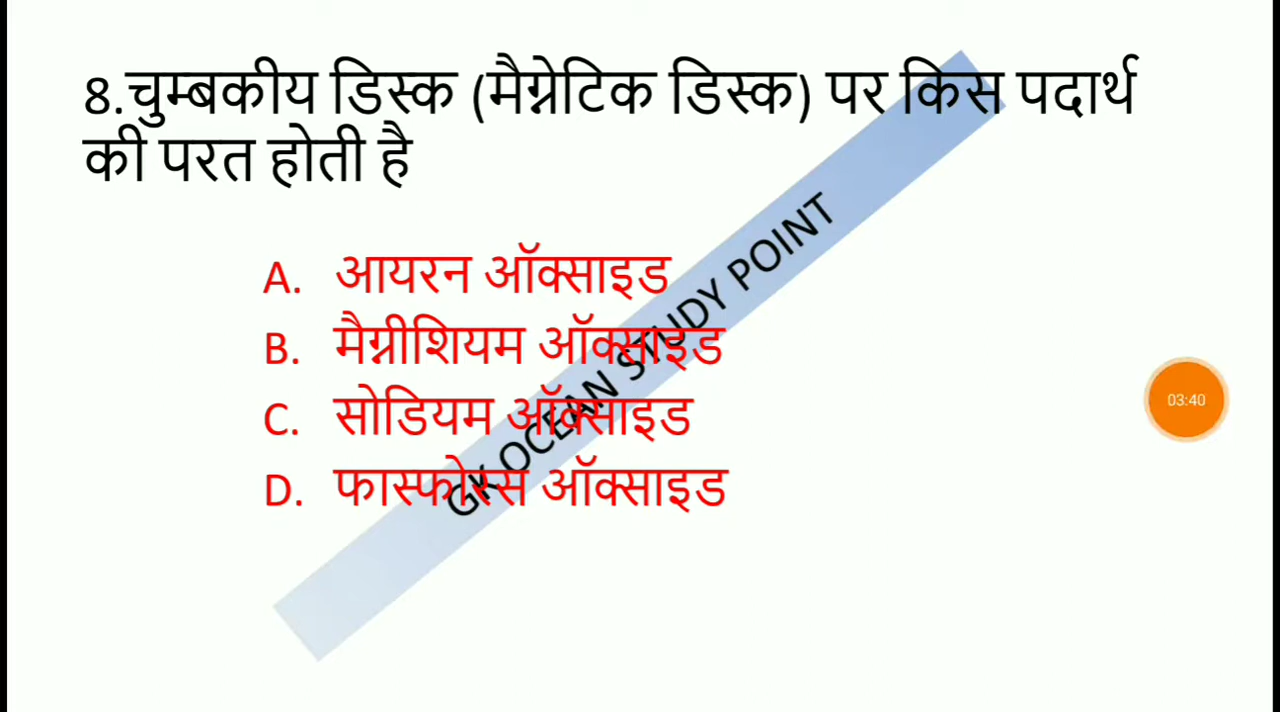 8.चुम्बकीय डिस्क (मैग्नेटिक डिस्क) पर किस पदार्थ
की परत होती है
A. आयरन ऑक्साइड
B. मैग्नीशियम ऑक्साइड
C. सोडियम ऑक्साइड
D. फास्फोरस ऑक्साइड
GK OCEAN STUDY POINT
03:40